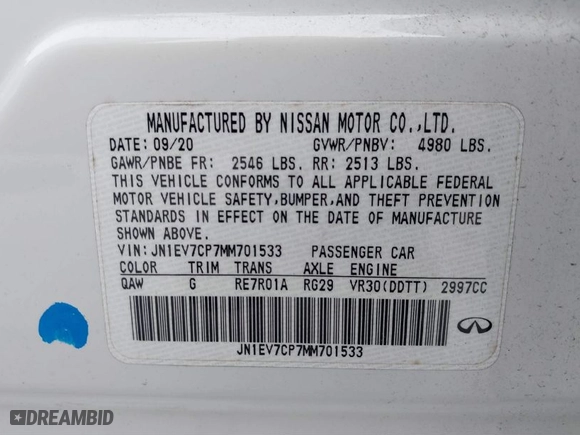 MANUFACTURED BY NISSAN MOTOR CO.,LTD.
DATE: 09/20 GVWR/PNBV: 4980 LBS.
GAWR/PNBE FR: 2546 LBS. RR: 2513 LBS.
THIS VEHICLE CONFORMS TO ALL APPLICABLE FEDERAL
MOTOR VEHICLE SAFETY,BUMPER,AND THEFT PREVENTION
STANDARDS IN EFFECT ON THE DATE OF MANUFACTURE
SHOWN ABOVE.
VIN:JN1EV7CP7MM701533 PASSENGER CAR
COLOR TRIM TRANS AXLE ENGINE
QAW G RE7R01A RG29 VR30(DDTT) 2997CC
JN1EV7CP7MM701533
DREAMBID